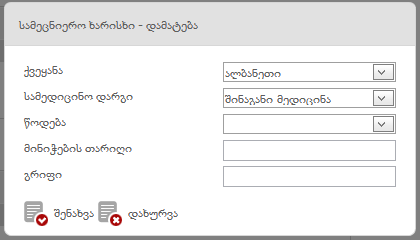 სამეცნიერო ხარისხი - დამატება
ქვეყანა ალბანეთი
სამედიცინო დარგი შინაგანი მედიცინა
წოდება
მინიჭების თარიღი
გრიფი
შენახვა დახურვა